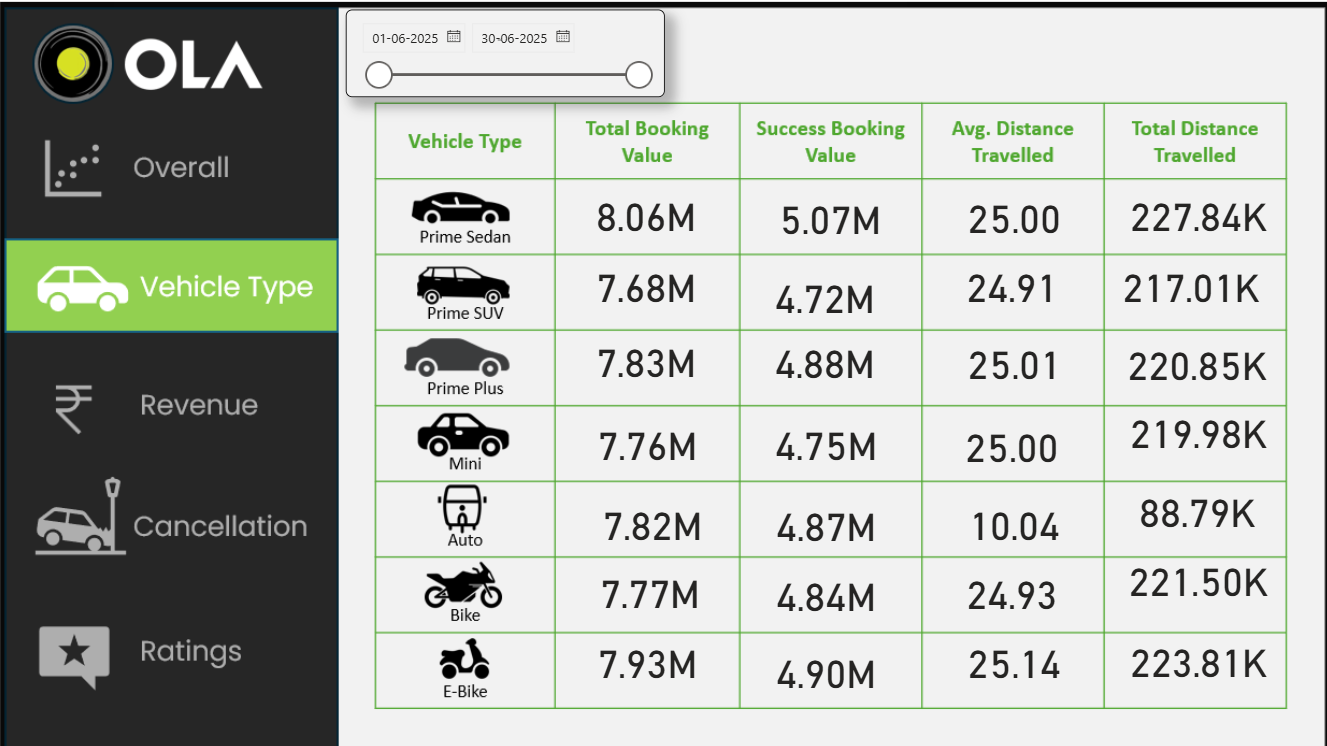 OLA
Overall
Vehicle Type
Revenue
Cancellation
Ratings
01-06-2025 30-06-2025
Vehicle Type Total Booking Value Success Booking Value Avg. Distance Travelled Total Distance Travelled
Prime Sedan 8.06M 5.07M 25.00 227.84K
Prime SUV 7.68M 4.72M 24.91 217.01K
Prime Plus 7.83M 4.88M 25.01 220.85K
Mini 7.76M 4.75M 25.00 219.98K
Auto 7.82M 4.87M 10.04 88.79K
Bike 7.77M 4.84M 24.93 221.50K
E-Bike 7.93M 4.90M 25.14 223.81K